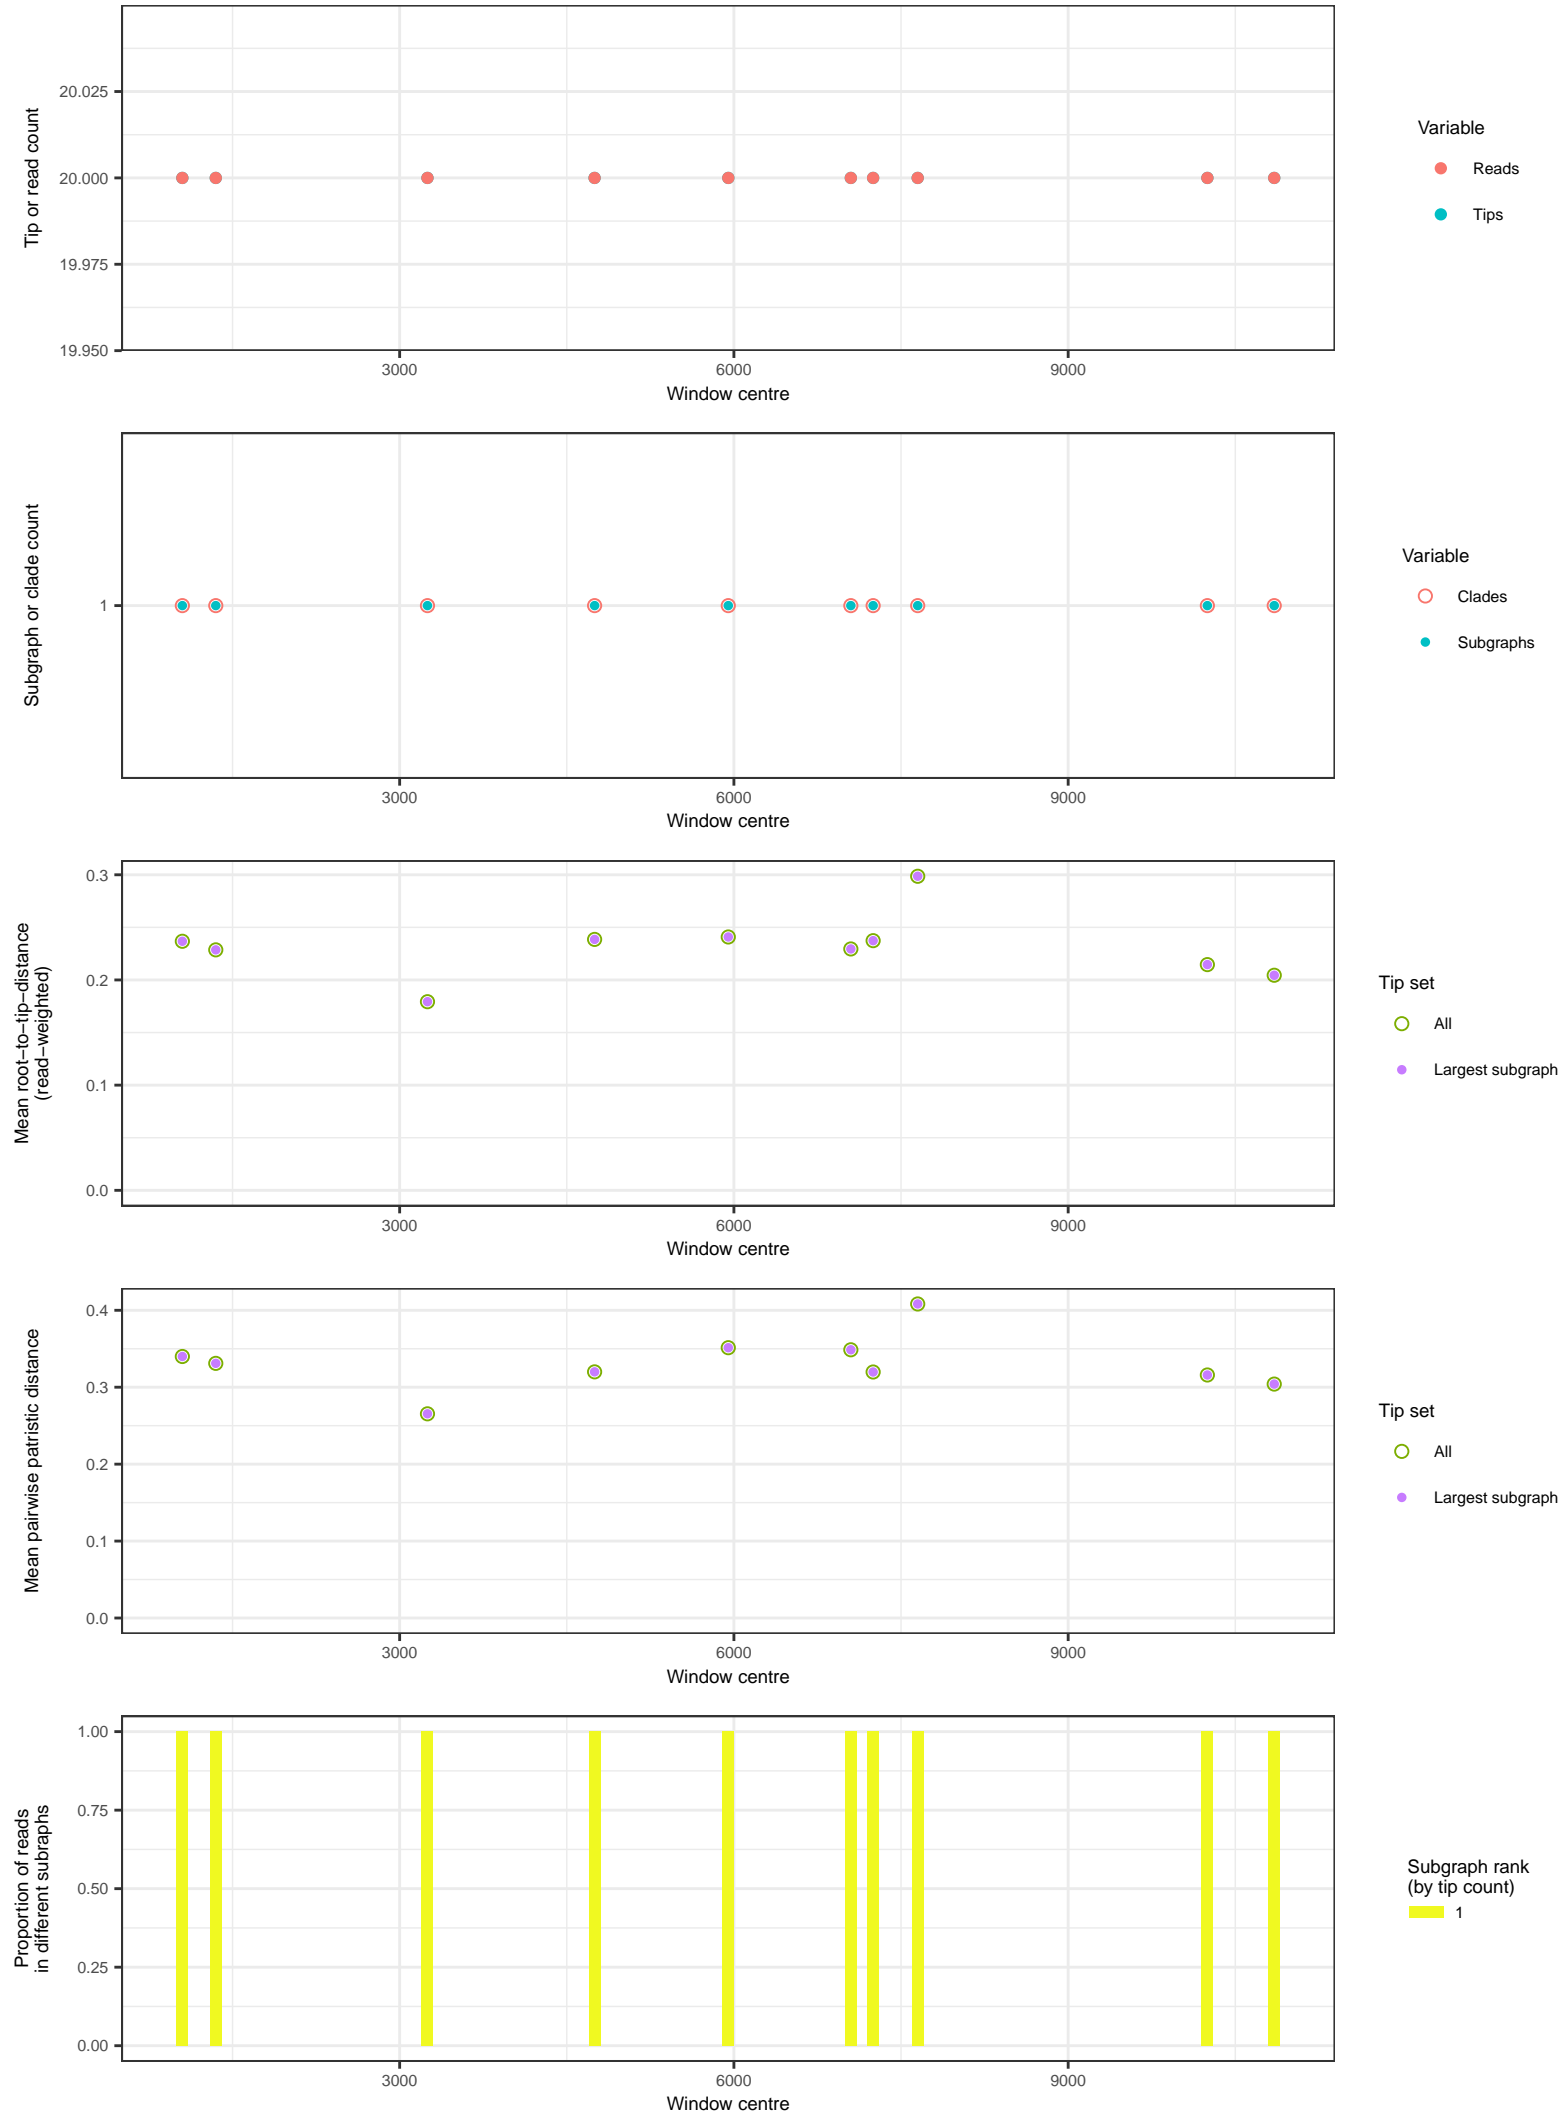 Tip or read count
20.025
20.000
19.975
19.950
3000
6000
9000
Window centre
Variable
Reads
Tips
Subgraph or clade count
1
3000
6000
9000
Window centre
Variable
Clades
Subgraphs
Mean root−to−tip−distance
(read−weighted)
0.3
0.2
0.1
0.0
3000
6000
9000
Window centre
Tip set
All
Largest subgraph
Mean pairwise patristic distance
0.4
0.3
0.2
0.1
0.0
3000
6000
9000
Window centre
Tip set
All
Largest subgraph
Proportion of reads
in different subraphs
1.00
0.75
0.50
0.25
0.00
3000
6000
9000
Window centre
Subgraph rank
(by tip count)
1